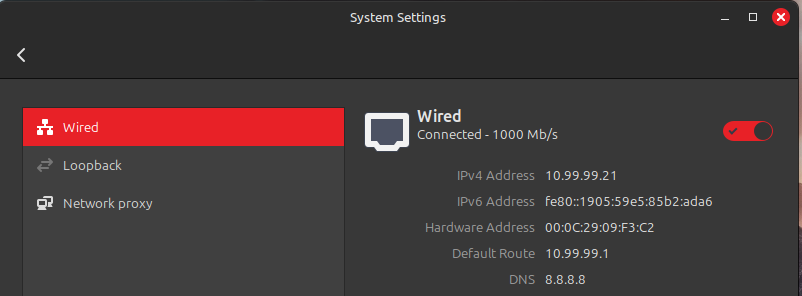 System Settings
Wired
Loopback
Network proxy
Wired
Connected - 1000 Mb/s
IPv4 Address 10.99.99.21
IPv6 Address fe80::1905:59e5:85b2:ada6
Hardware Address 00:0C:29:09:F3:C2
Default Route 10.99.99.1
DNS 8.8.8.8